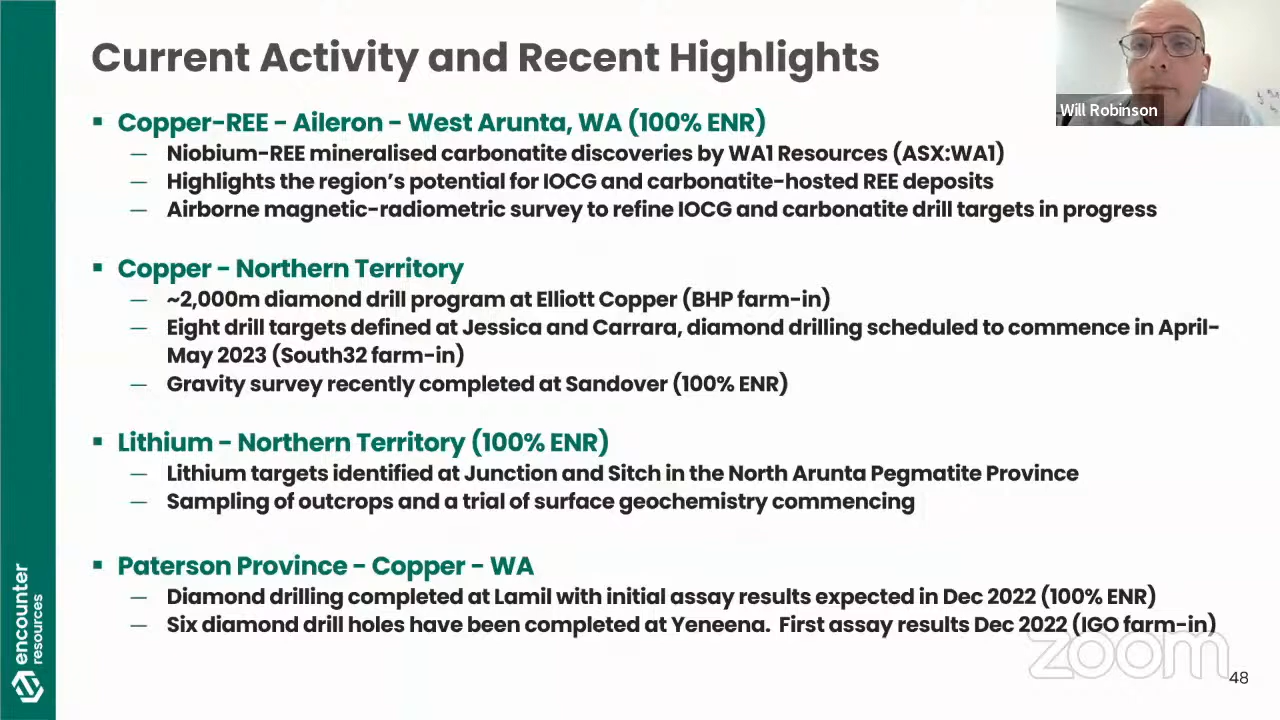 Current Activity and Recent Highlights
Will Robinson
▪ Copper-REE - Aileron - West Arunta, WA (100% ENR)
— Niobium-REE mineralised carbonatite discoveries by WA1 Resources (ASX:WA1)
— Highlights the region's potential for IOCG and carbonatite-hosted REE deposits
— Airborne magnetic-radiometric survey to refine IOCG and carbonatite drill targets in progress
▪ Copper - Northern Territory
— ~2,000m diamond drill program at Elliott Copper (BHP farm-in)
— Eight drill targets defined at Jessica and Carrara, diamond drilling scheduled to commence in April-
May 2023 (South32 farm-in)
— Gravity survey recently completed at Sandover (100% ENR)
▪ Lithium - Northern Territory (100% ENR)
— Lithium targets identified at Junction and Sitch in the North Arunta Pegmatite Province
— Sampling of outcrops and a trial of surface geochemistry commencing
▪ Paterson Province - Copper - WA
— Diamond drilling completed at Lamil with initial assay results expected in Dec 2022 (100% ENR)
— Six diamond drill holes have been completed at Yeneena.  First assay results Dec 2022 (IGO farm-in)
encounter
resources
zoom
48